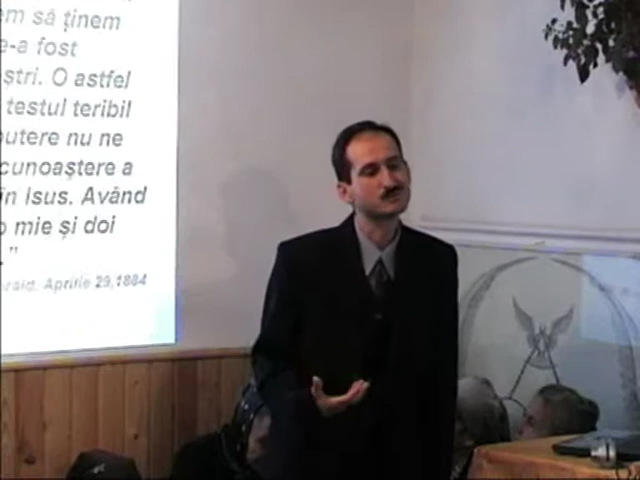 em să ținem
e-a fost
ștri. O astfel
testul teribil
putere nu ne
cunoaștere a
în Isus. Având
mie și doi
.”
erald, Aprilie 29,1884